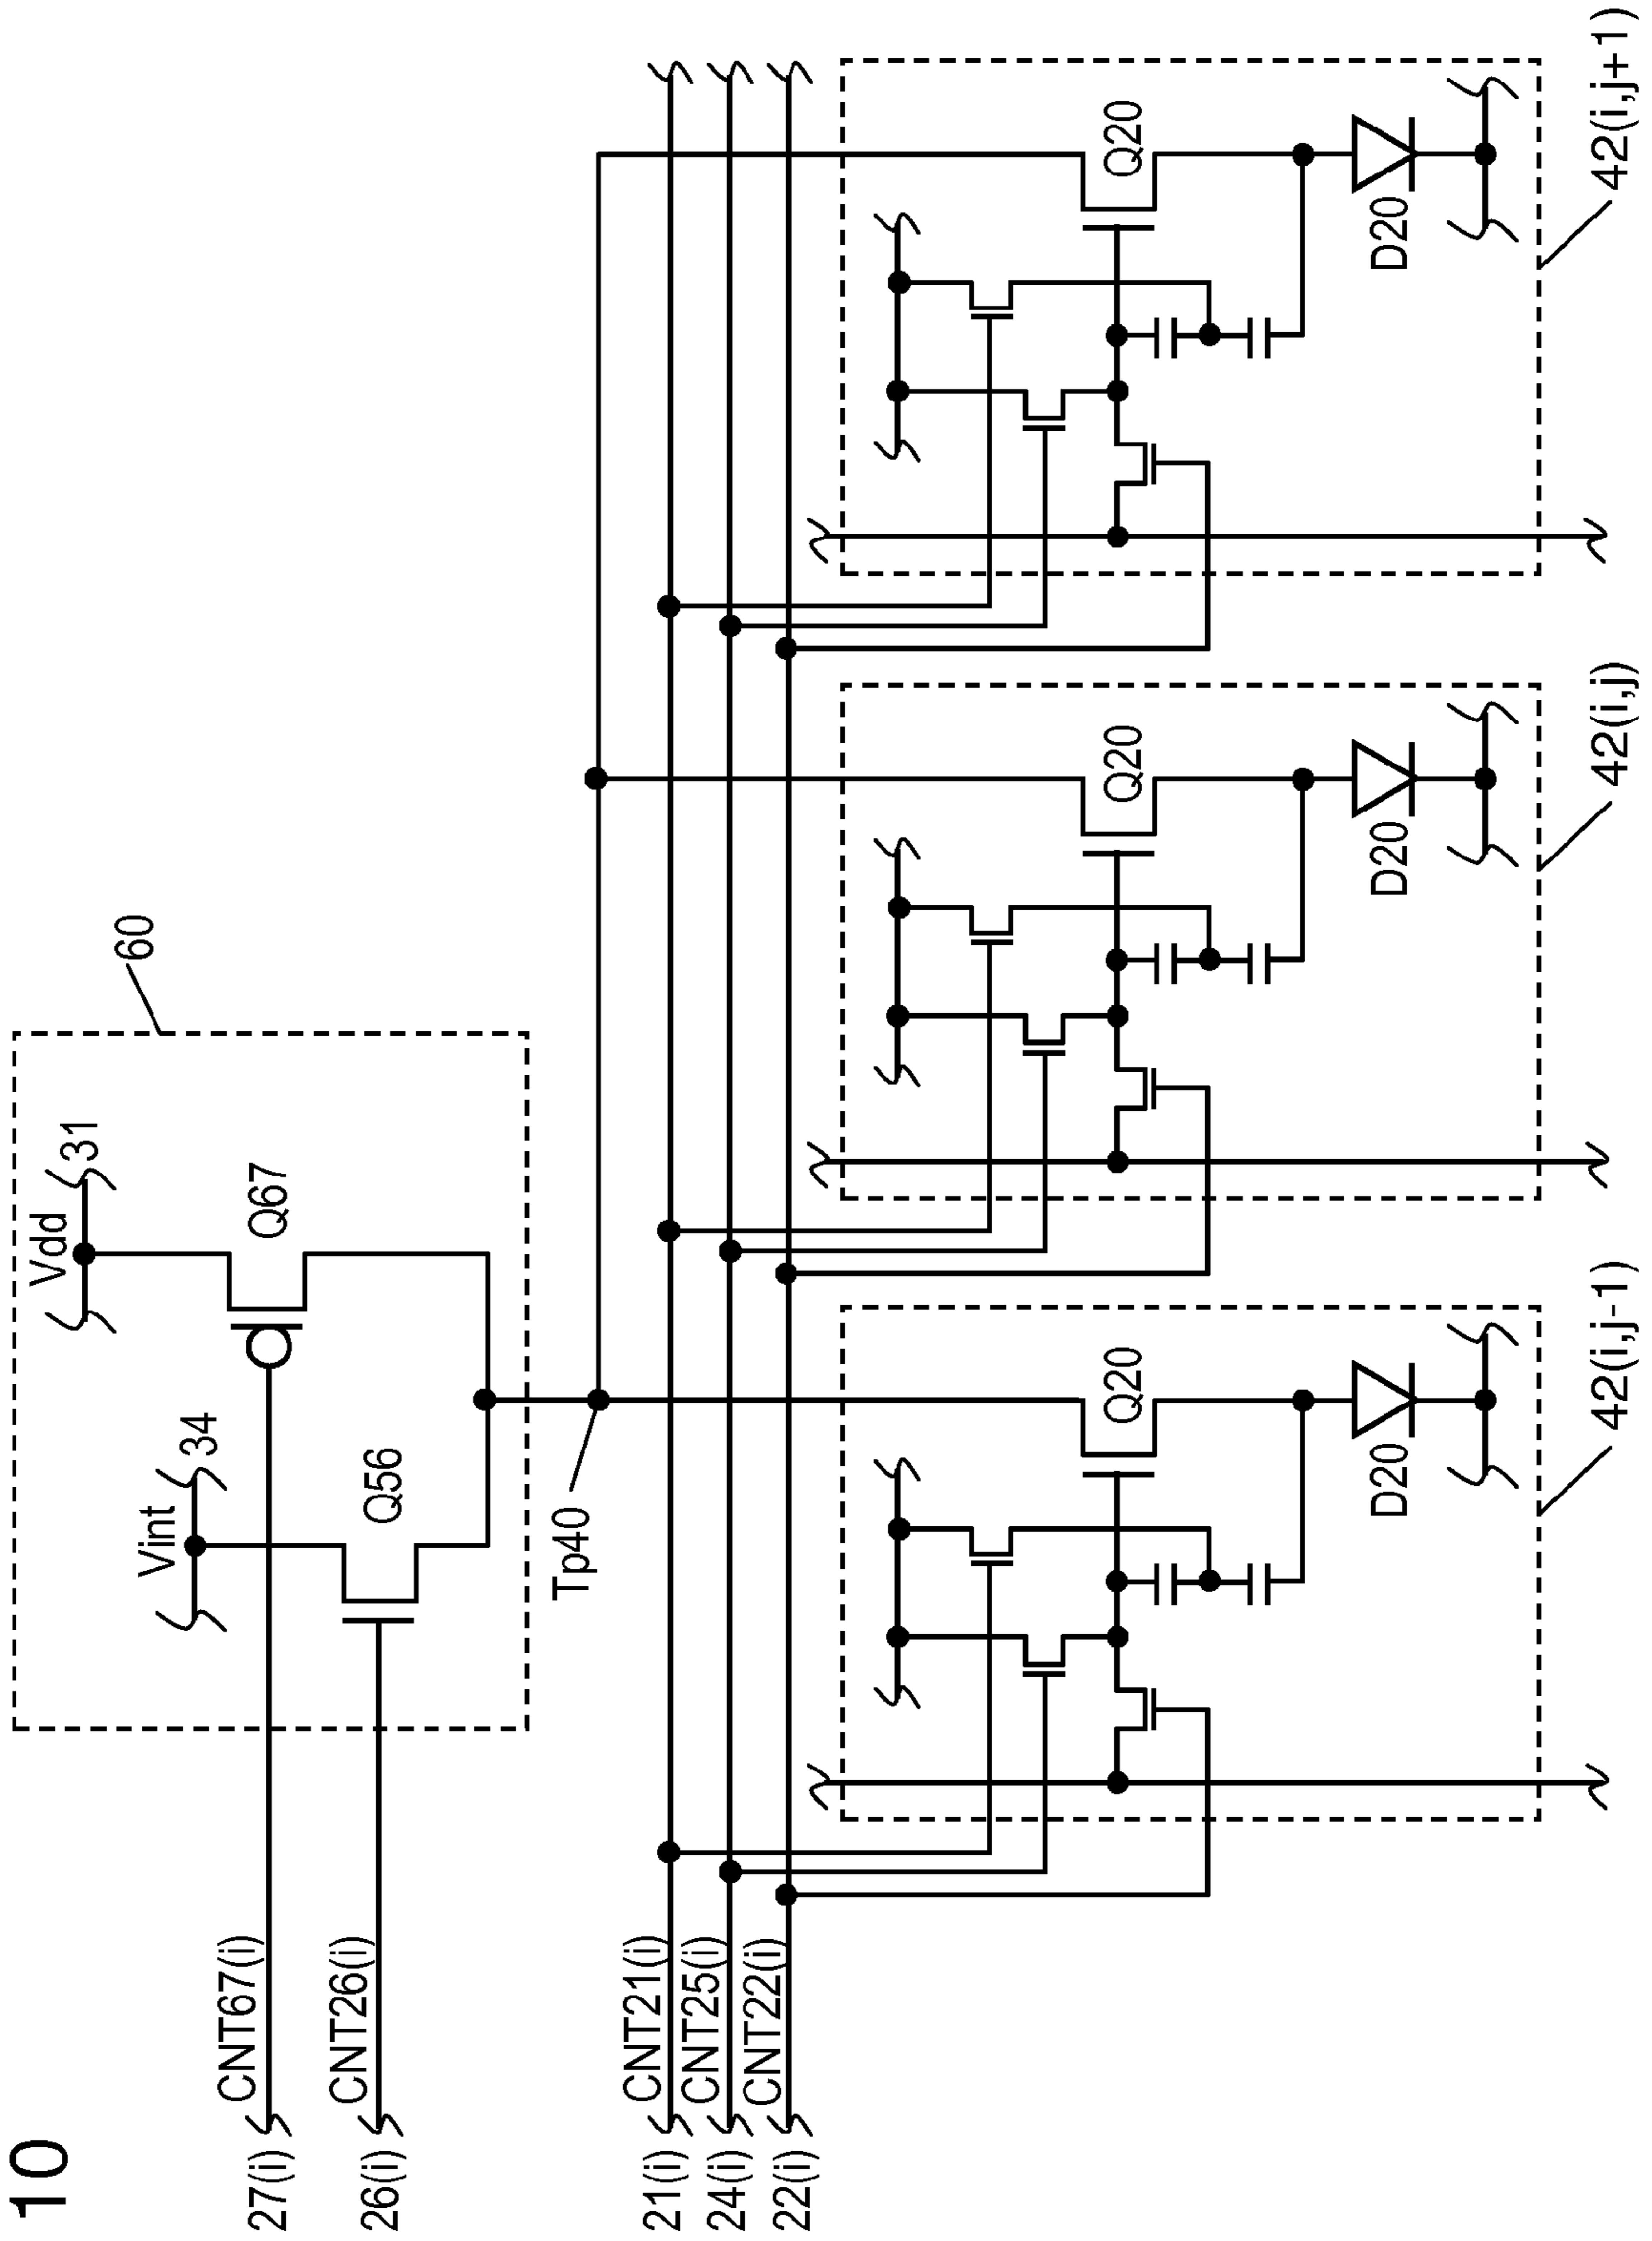 10
60
Vdd
31
Vint
34
Q67
Q56
27(i)
CNT67(i)
26(i)
CNT26(i)
Tp40
21(i)
CNT21(i)
24(i)
CNT25(i)
22(i)
CNT22(i)
Q20
Q20
Q20
D20
D20
D20
42(i,j-1)
42(i,j)
42(i,j+1)